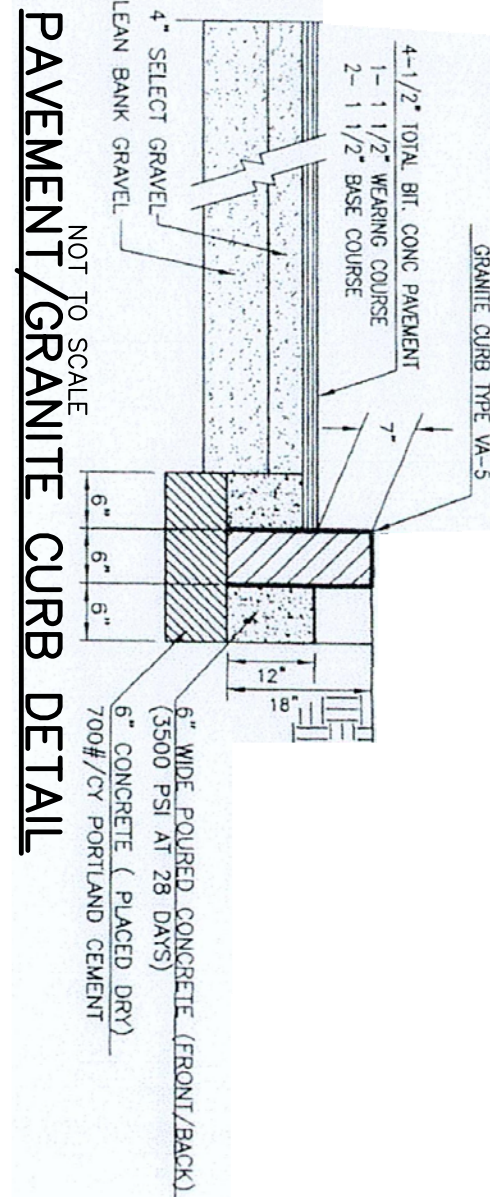 GRANITE CURB TYPE VA-5
4-1/2" TOTAL BIT. CONC PAVEMENT
1- 1 1/2" WEARING COURSE
2- 1 1/2" BASE COURSE
7"
4" SELECT GRAVEL
LEAN BANK GRAVEL
6"
6"
6"
12"
18"
6" WIDE POURED CONCRETE (FRONT/BACK)
(3500 PSI AT 28 DAYS)
6" CONCRETE ( PLACED DRY)
700#/CY PORTLAND CEMENT
NOT TO SCALE
PAVEMENT/GRANITE CURB DETAIL